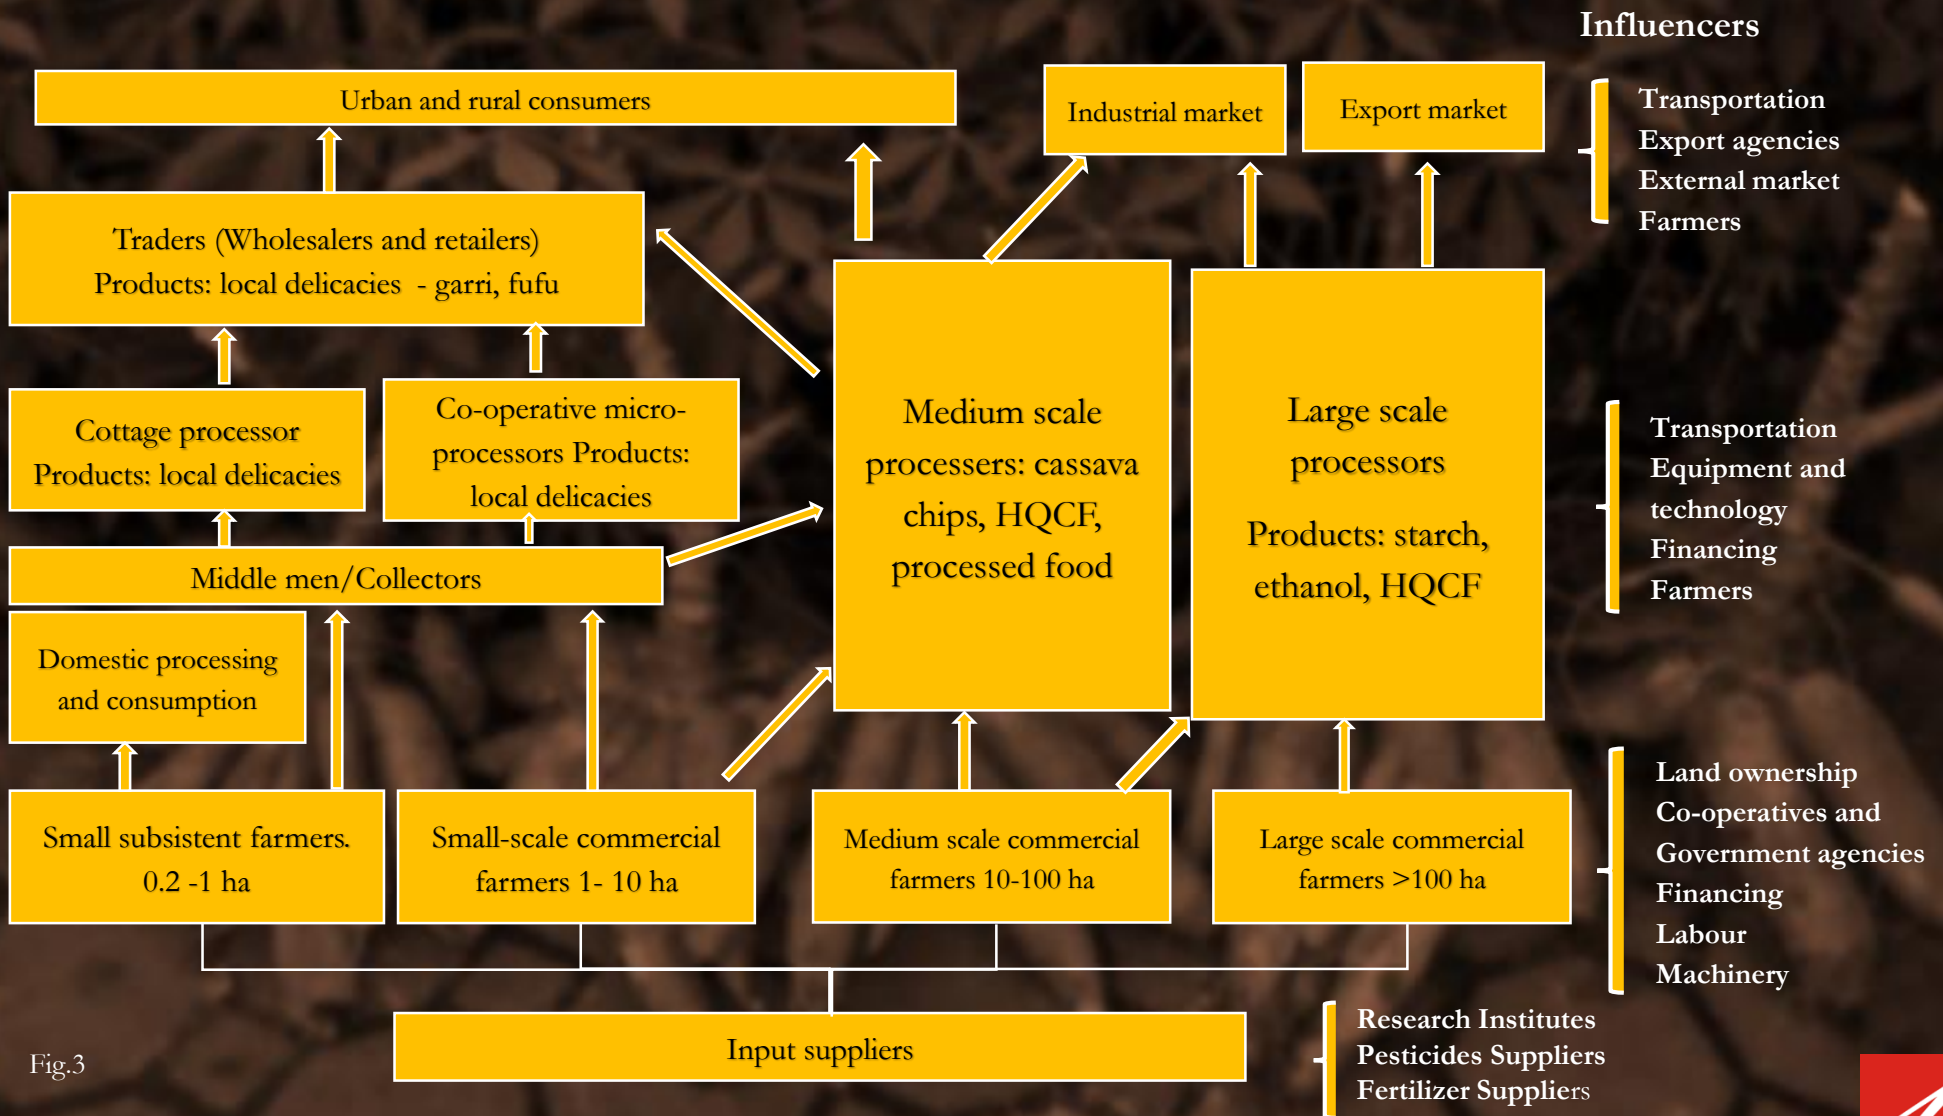 Influencers
Urban and rural consumers
Industrial market
Export market
Transportation
Export agencies
External market
Farmers
Traders (Wholesalers and retailers)
Products: local delicacies - garri, fufu
Cottage processor
Products: local delicacies
Co-operative micro-
processors Products:
local delicacies
Medium scale
processers: cassava
chips, HQCF,
processed food
Large scale
processors
Products: starch,
ethanol, HQCF
Transportation
Equipment and
technology
Financing
Farmers
Middle men/Collectors
Domestic processing
and consumption
Small subsistent farmers.
0.2 -1 ha
Small-scale commercial
farmers 1- 10 ha
Medium scale commercial
farmers 10-100 ha
Large scale commercial
farmers >100 ha
Land ownership
Co-operatives and
Government agencies
Financing
Labour
Machinery
Input suppliers
Research Institutes
Pesticides Suppliers
Fertilizer Suppliers
Fig.3